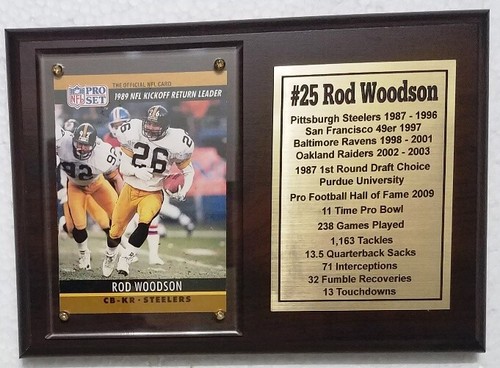 THE OFFICIAL NFL CARD
NFL PRO SET
1989 NFL KICKOFF RETURN LEADER
92
26
ROD WOODSON
CB-KR • STEELERS
#25 Rod Woodson
Pittsburgh Steelers 1987 - 1996
San Francisco 49er 1997
Baltimore Ravens 1998 - 2001
Oakland Raiders 2002 - 2003
1987 1st Round Draft Choice
Purdue University
Pro Football Hall of Fame 2009
11 Time Pro Bowl
238 Games Played
1,163 Tackles
13.5 Quarterback Sacks
71 Interceptions
32 Fumble Recoveries
13 Touchdowns